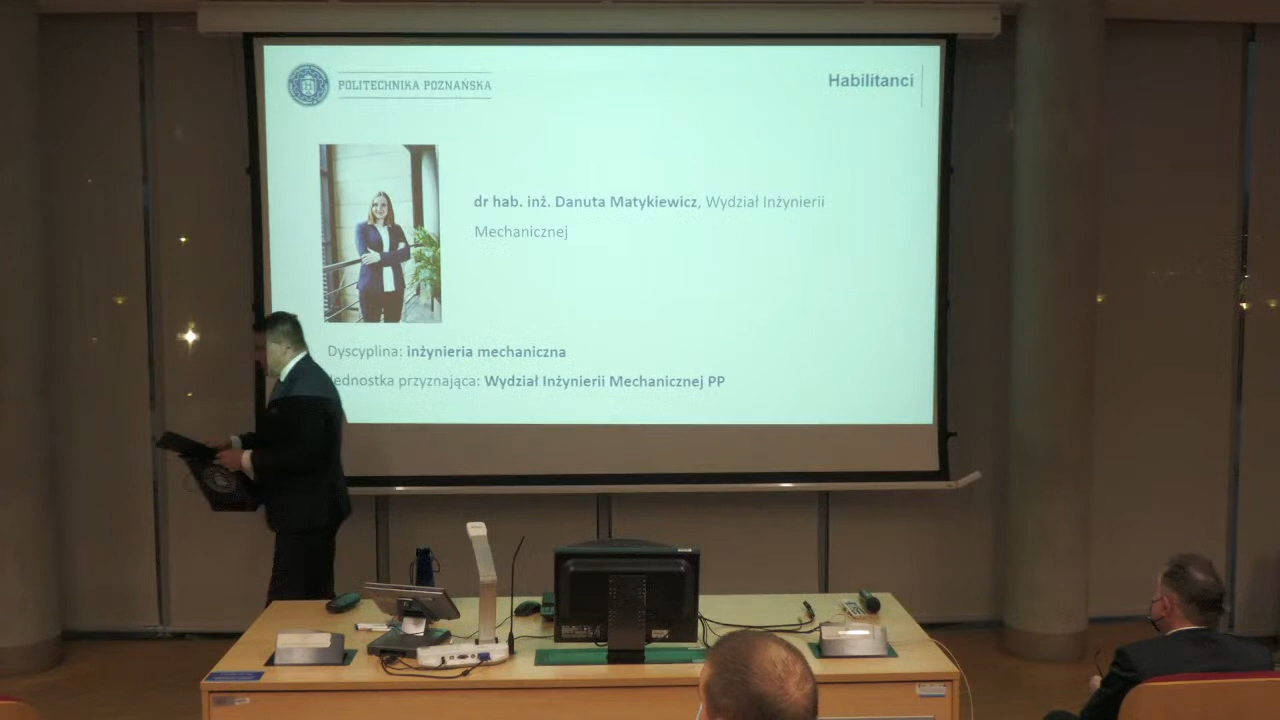 POLITECHNIKA POZNAŃSKA
Habilitanci
dr hab. inż. Danuta Matykiewicz, Wydział Inżynierii
Mechanicznej
Dyscyplina: inżynieria mechaniczna
Jednostka przyznająca: Wydział Inżynierii Mechanicznej PP